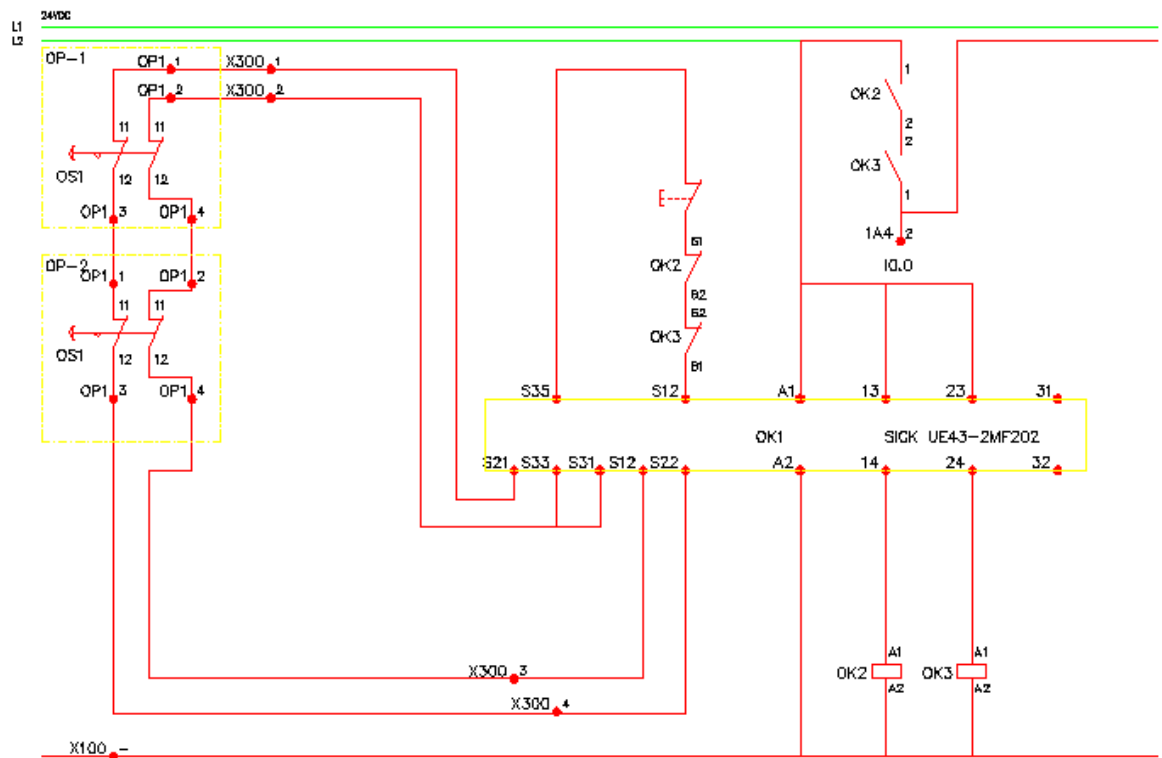 24VDC
L1
L2
OP-1
OP1 1
X300 1
OP1 2
X300 2
1
OK2
2
11
11
2
OK3
OS1
12
12
1
OP1 3
OP1 4
1A4 2
61
OP-2
OP1 1
OP1 2
OK2
I0.0
62
11
11
62
OK3
OS1
12
12
61
OP1 3
OP1 4
S35
S12
A1
13
23
31
OK1
SICK UE43-2MF202
S21
S33
S31
S12
S22
A2
14
24
32
A1
A1
X300 3
OK2
OK3
A2
A2
X300 4
X100 -